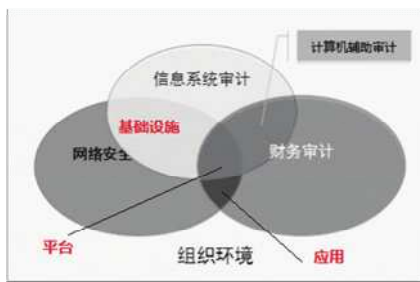 计算机辅助审计
信息系统审计
基础设施
网络安全
财务审计
平台
组织环境
应用